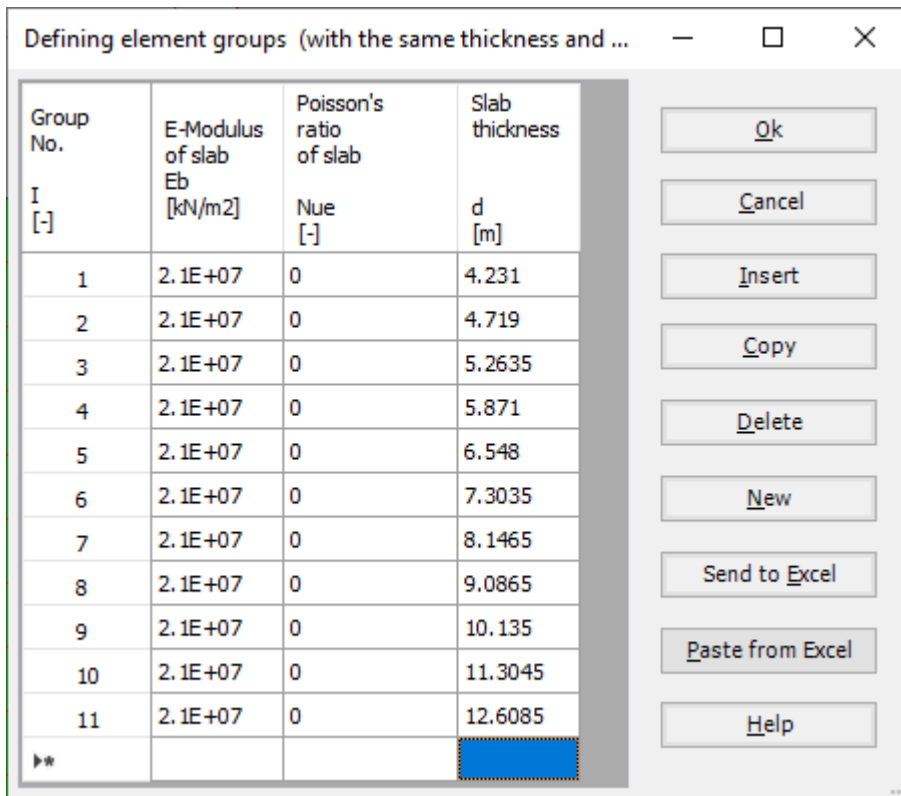 Defining element groups (with the same thickness and ...
Group
No.
I
[-]
E-Modulus
of slab
Eb
[kN/m2]
Poisson's
ratio
of slab
Nue
[-]
Slab
thickness
d
[m]
1 2.1E+07 0 4.231
2 2.1E+07 0 4.719
3 2.1E+07 0 5.2635
4 2.1E+07 0 5.871
5 2.1E+07 0 6.548
6 2.1E+07 0 7.3035
7 2.1E+07 0 8.1465
8 2.1E+07 0 9.0865
9 2.1E+07 0 10.135
10 2.1E+07 0 11.3045
11 2.1E+07 0 12.6085
Ok
Cancel
Insert
Copy
Delete
New
Send to Excel
Paste from Excel
Help